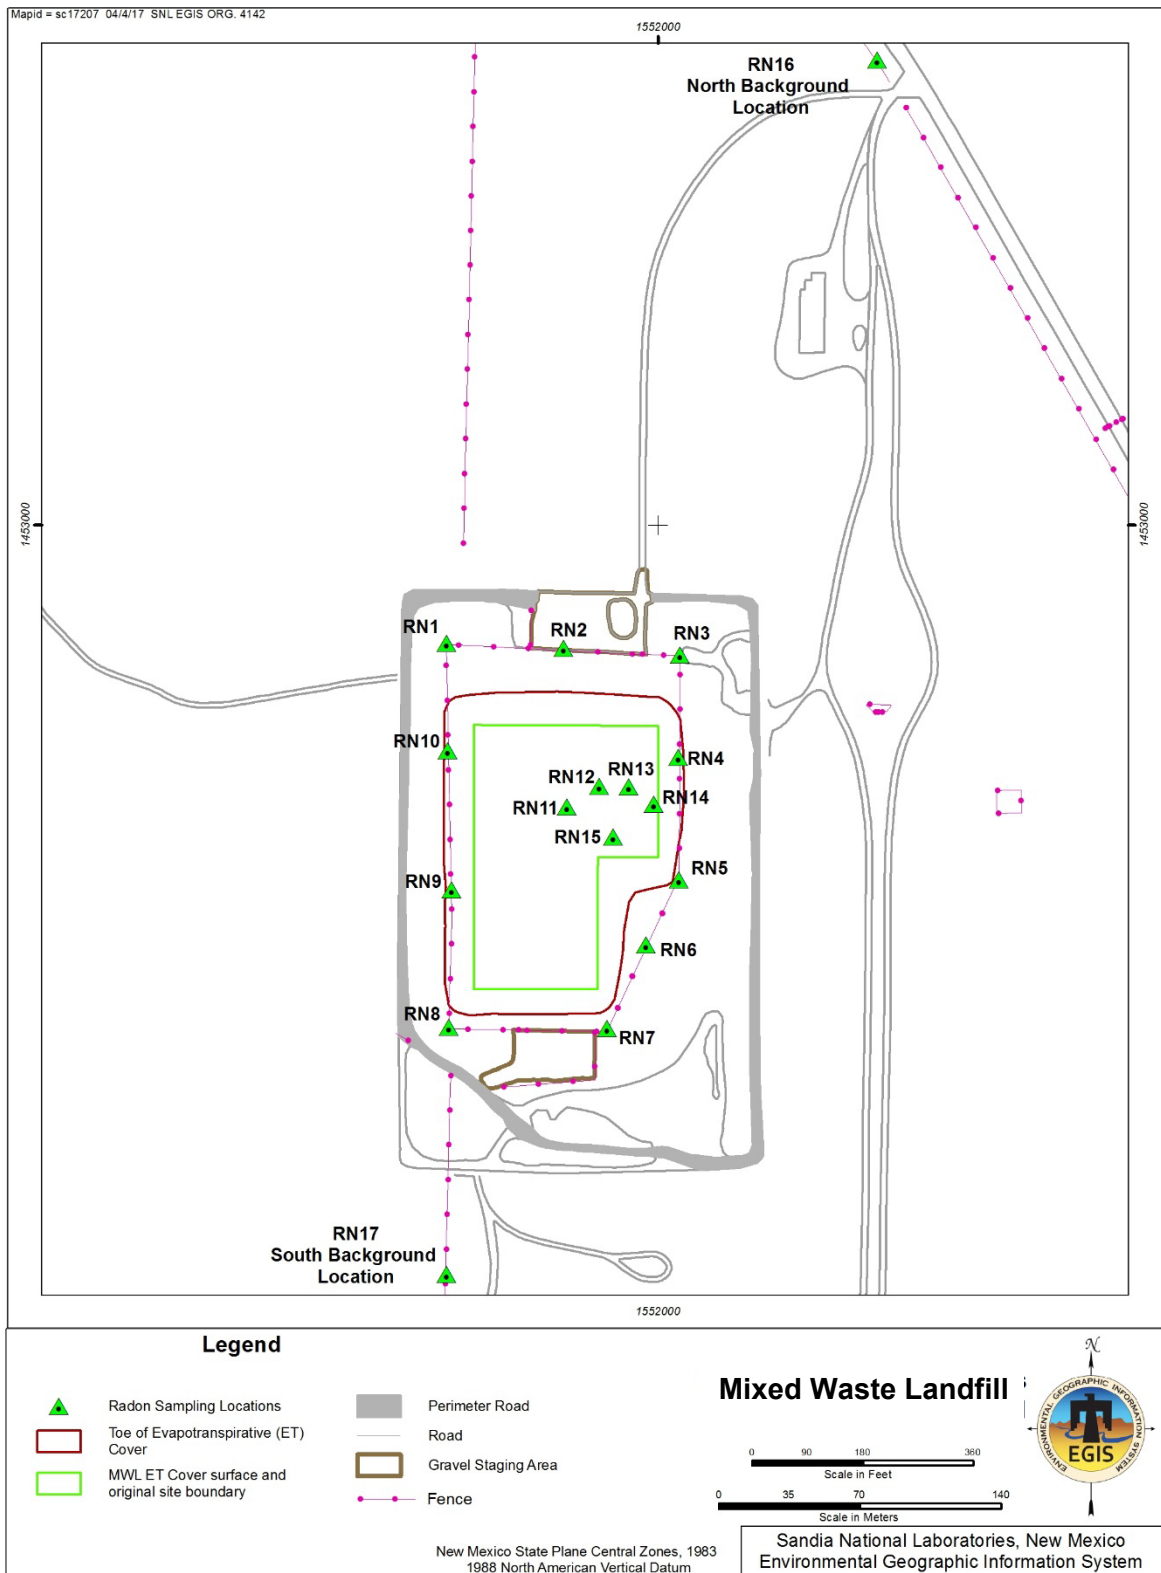 Mapid = sc17207 04/4/17 SNL EGIS ORG. 4142
1552000
RN16
North Background
Location
1453000
1453000
RN1
RN2
RN3
RN10
RN4
RN12
RN13
RN11
RN14
RN15
RN9
RN5
RN6
RN8
RN7
RN17
South Background
Location
1552000
Legend
Radon Sampling Locations
Toe of Evapotranspirative (ET)
Cover
MWL ET Cover surface and
original site boundary
Perimeter Road
Road
Gravel Staging Area
Fence
Mixed Waste Landfill
0 90 180 360
Scale in Feet
0 35 70 140
Scale in Meters
N
ENVIRONMENTAL GEOGRAPHIC INFORMATION SYSTEM
EGIS
New Mexico State Plane Central Zones, 1983
1988 North American Vertical Datum
Sandia National Laboratories, New Mexico
Environmental Geographic Information System